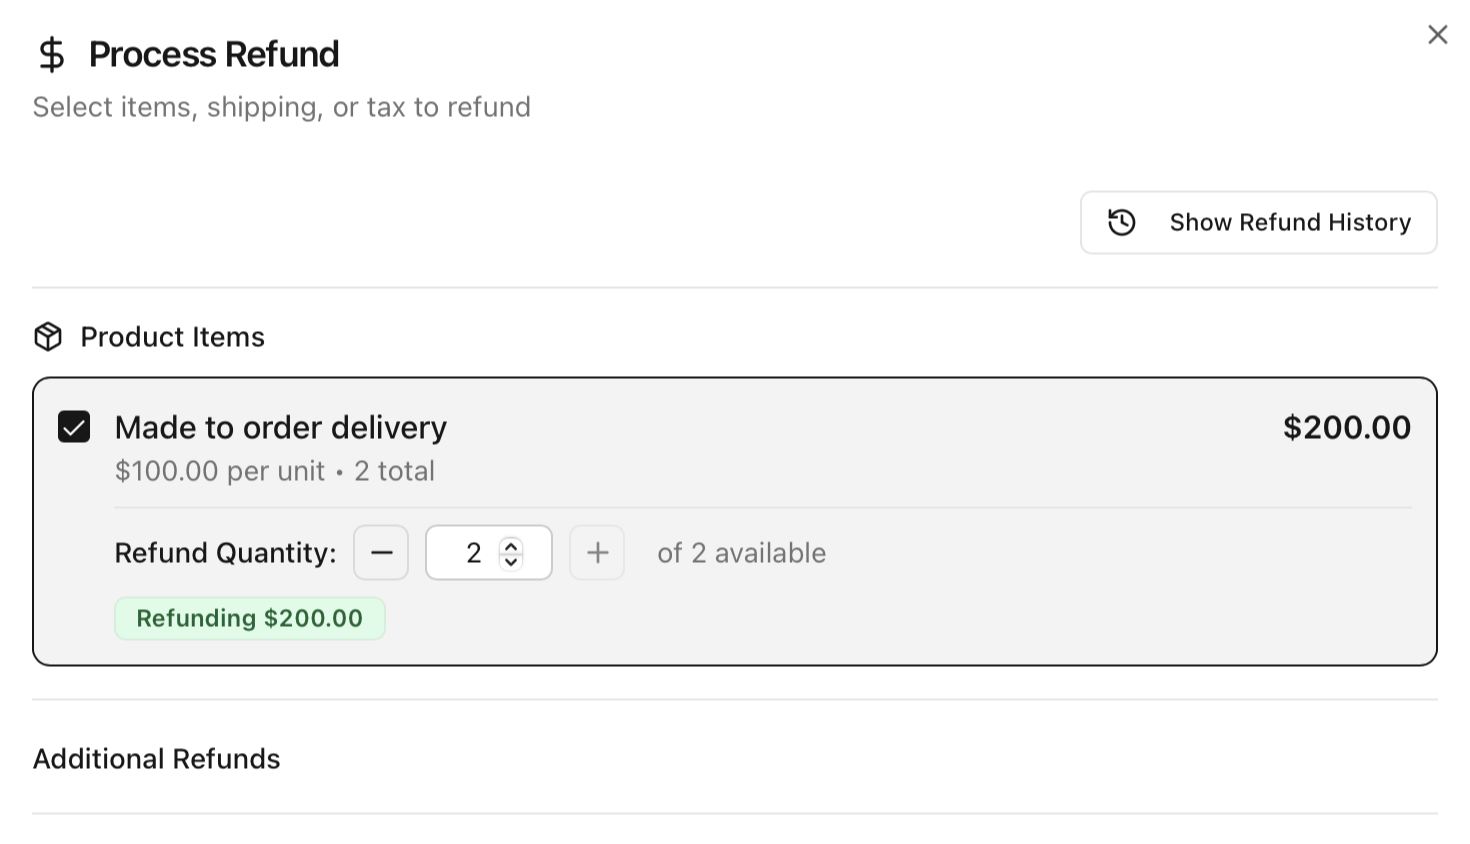 Process Refund
Select items, shipping, or tax to refund
Show Refund History
Product Items
Made to order delivery
$200.00
$100.00 per unit • 2 total
Refund Quantity:
2
of 2 available
Refunding $200.00
Additional Refunds